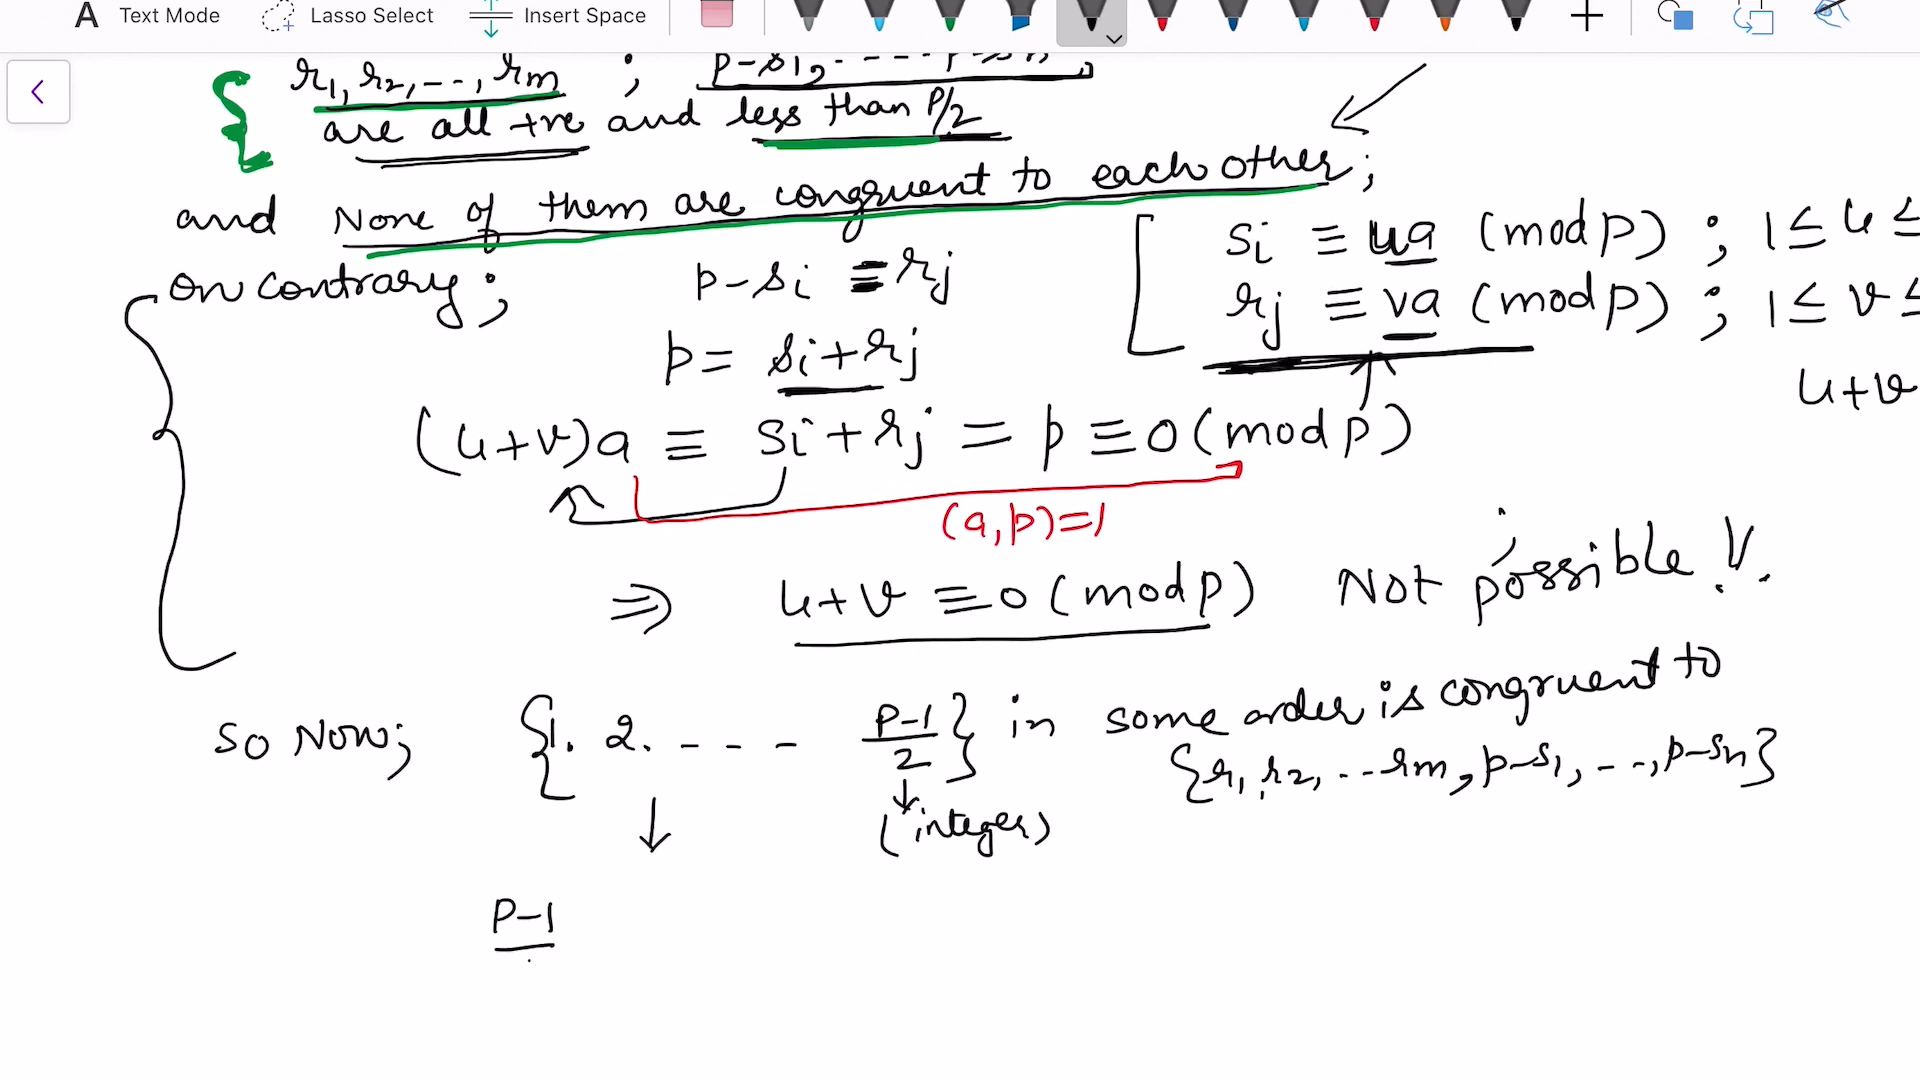 A Text Mode Lasso Select Insert Space
r₁, r₂, --, rm ; p-s₁, ---- p-sn,
are all +ve and less than P/2
and None of them are congruent to each other;
on contrary; p-si ≡ rj
si ≡ ua (mod p) ; 1 ≤ u ≤
rj ≡ va (mod p) ; 1 ≤ v ≤
p = si + rj
u+v
(u+v)a ≡ si + rj = p ≡ 0 (mod p)
(a, p) = 1
⇒ u+v ≡ 0 (mod p) Not possible !
So Now; {1. 2. - - - (P-1)/2} in some order is congruent to
{r₁, r₂, ... rm, p-s₁, - .., p-sn}
↓ ↓
(integers)
P-1